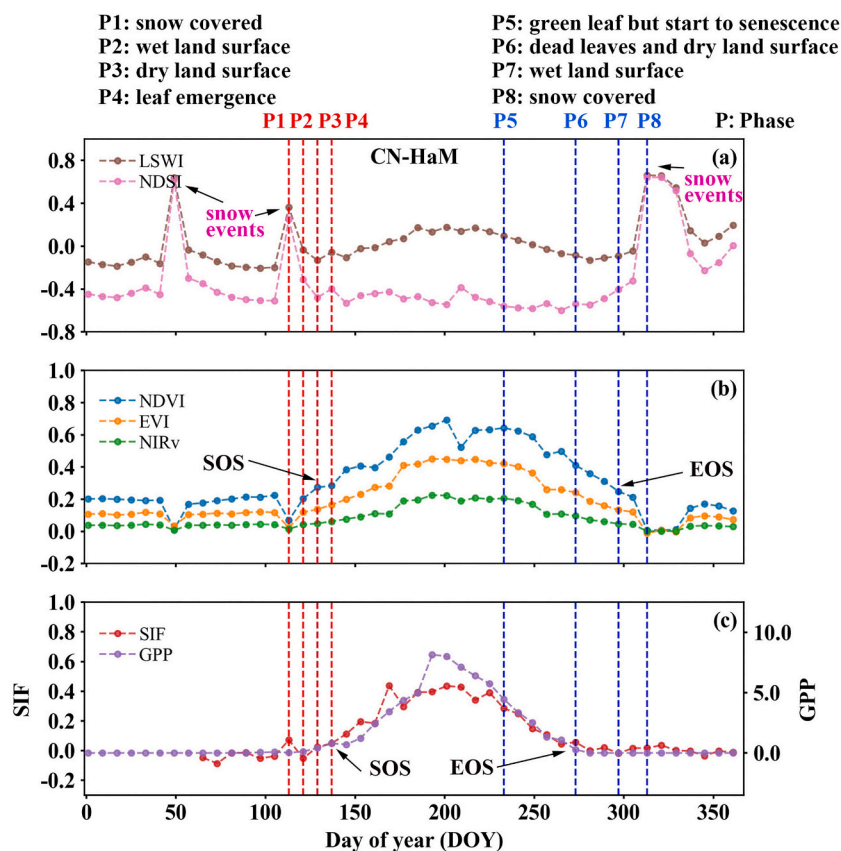 P1: snow covered
P2: wet land surface
P3: dry land surface
P4: leaf emergence
P5: green leaf but start to senescence
P6: dead leaves and dry land surface
P7: wet land surface
P8: snow covered
P1 P2 P3 P4 P5 P6 P7 P8 P: Phase
CN-HaM (a)
LSWI
NDSI
snow
events
snow
events
0.8
0.4
0.0
-0.4
-0.8
(b)
NDVI
EVI
NIRv
SOS
EOS
1.0
0.8
0.6
0.4
0.2
0.0
-0.2
(c)
SIF
GPP
SOS
EOS
1.0
0.8
0.6
0.4
0.2
0.0
-0.2
SIF
10.0
5.0
0.0
GPP
0 50 100 150 200 250 300 350
Day of year (DOY)